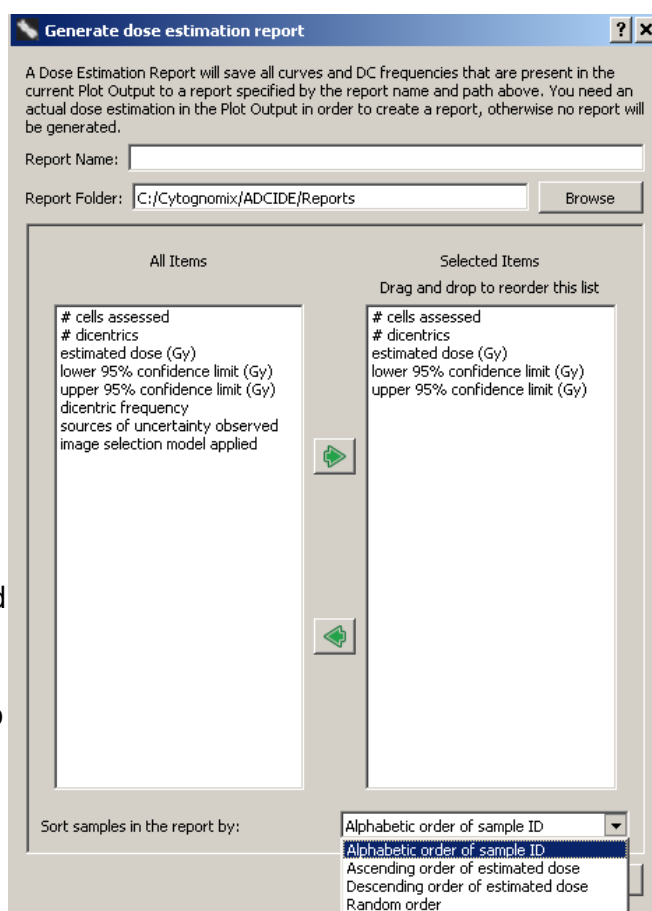 Generate dose estimation report
A Dose Estimation Report will save all curves and DC frequencies that are present in the
current Plot Output to a report specified by the report name and path above. You need an
actual dose estimation in the Plot Output in order to create a report, otherwise no report will
be generated.
Report Name:
Report Folder: C:/Cytognomix/ADCIDE/Reports Browse
All Items
# cells assessed
# dicentrics
estimated dose (Gy)
lower 95% confidence limit (Gy)
upper 95% confidence limit (Gy)
dicentric frequency
sources of uncertainty observed
image selection model applied
Selected Items
Drag and drop to reorder this list
# cells assessed
# dicentrics
estimated dose (Gy)
lower 95% confidence limit (Gy)
upper 95% confidence limit (Gy)
Sort samples in the report by: Alphabetic order of sample ID
Alphabetic order of sample ID
Ascending order of estimated dose
Descending order of estimated dose
Random order